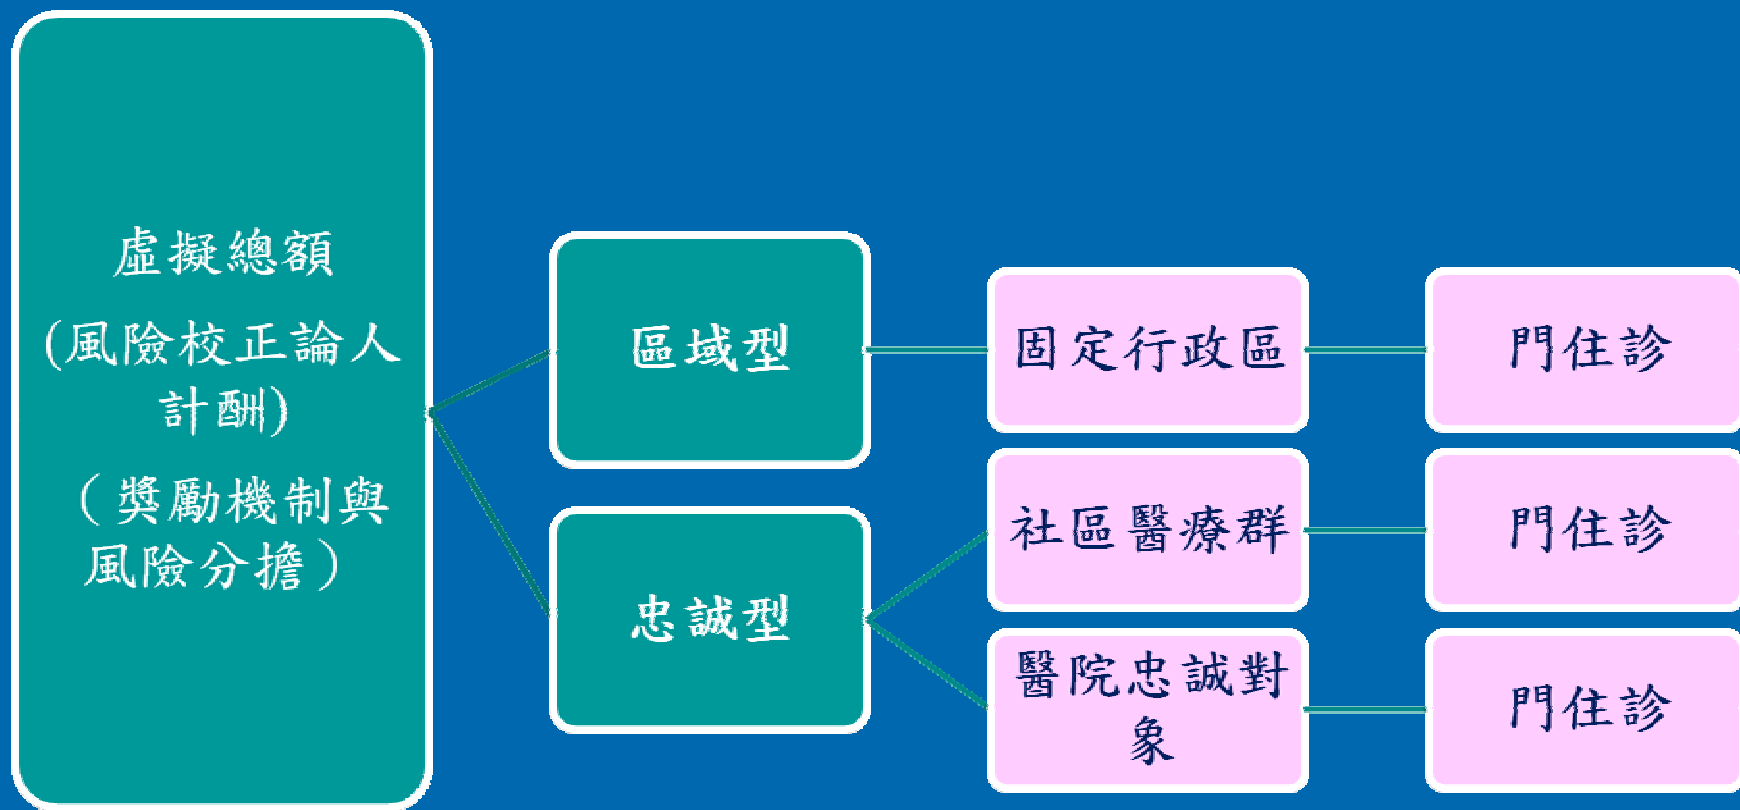 虛擬總額
(風險校正論人
計酬)
（獎勵機制與
風險分擔）
區域型
固定行政區
門住診
忠誠型
社區醫療群
門住診
醫院忠誠對
象
門住診